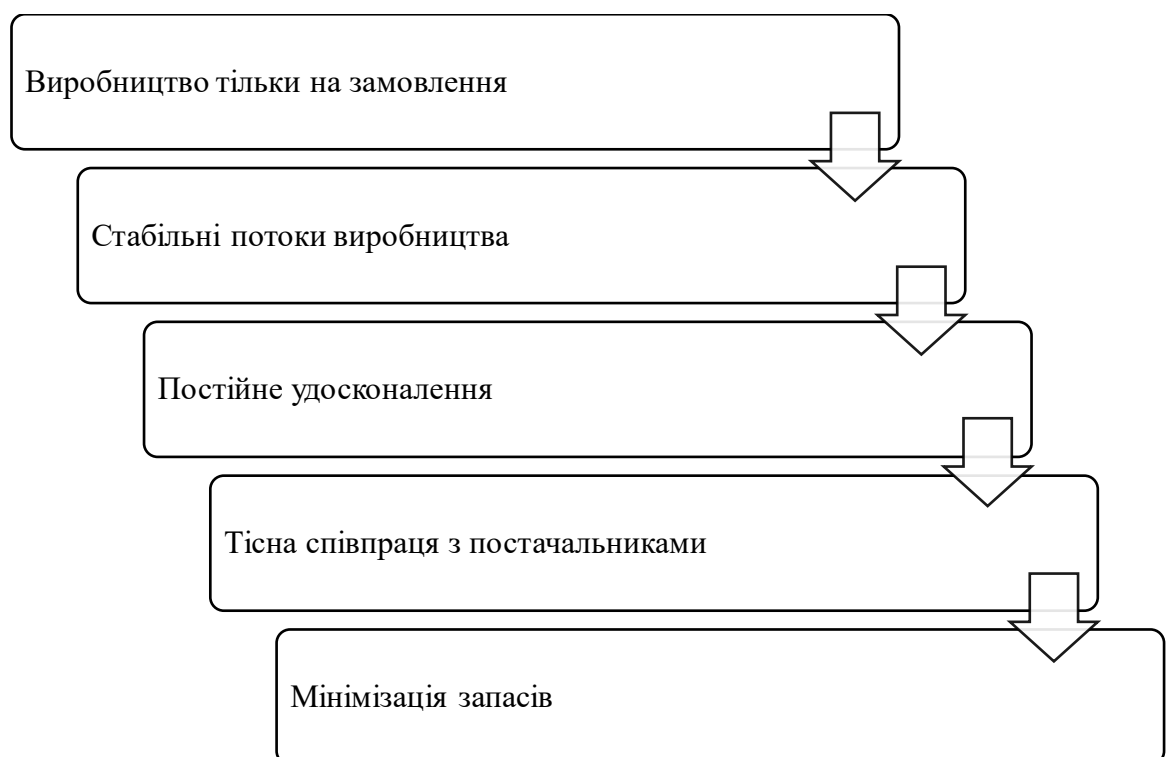 Виробництво тільки на замовлення
Стабільні потоки виробництва
Постійне удосконалення
Тісна співпраця з постачальниками
Мінімізація запасів